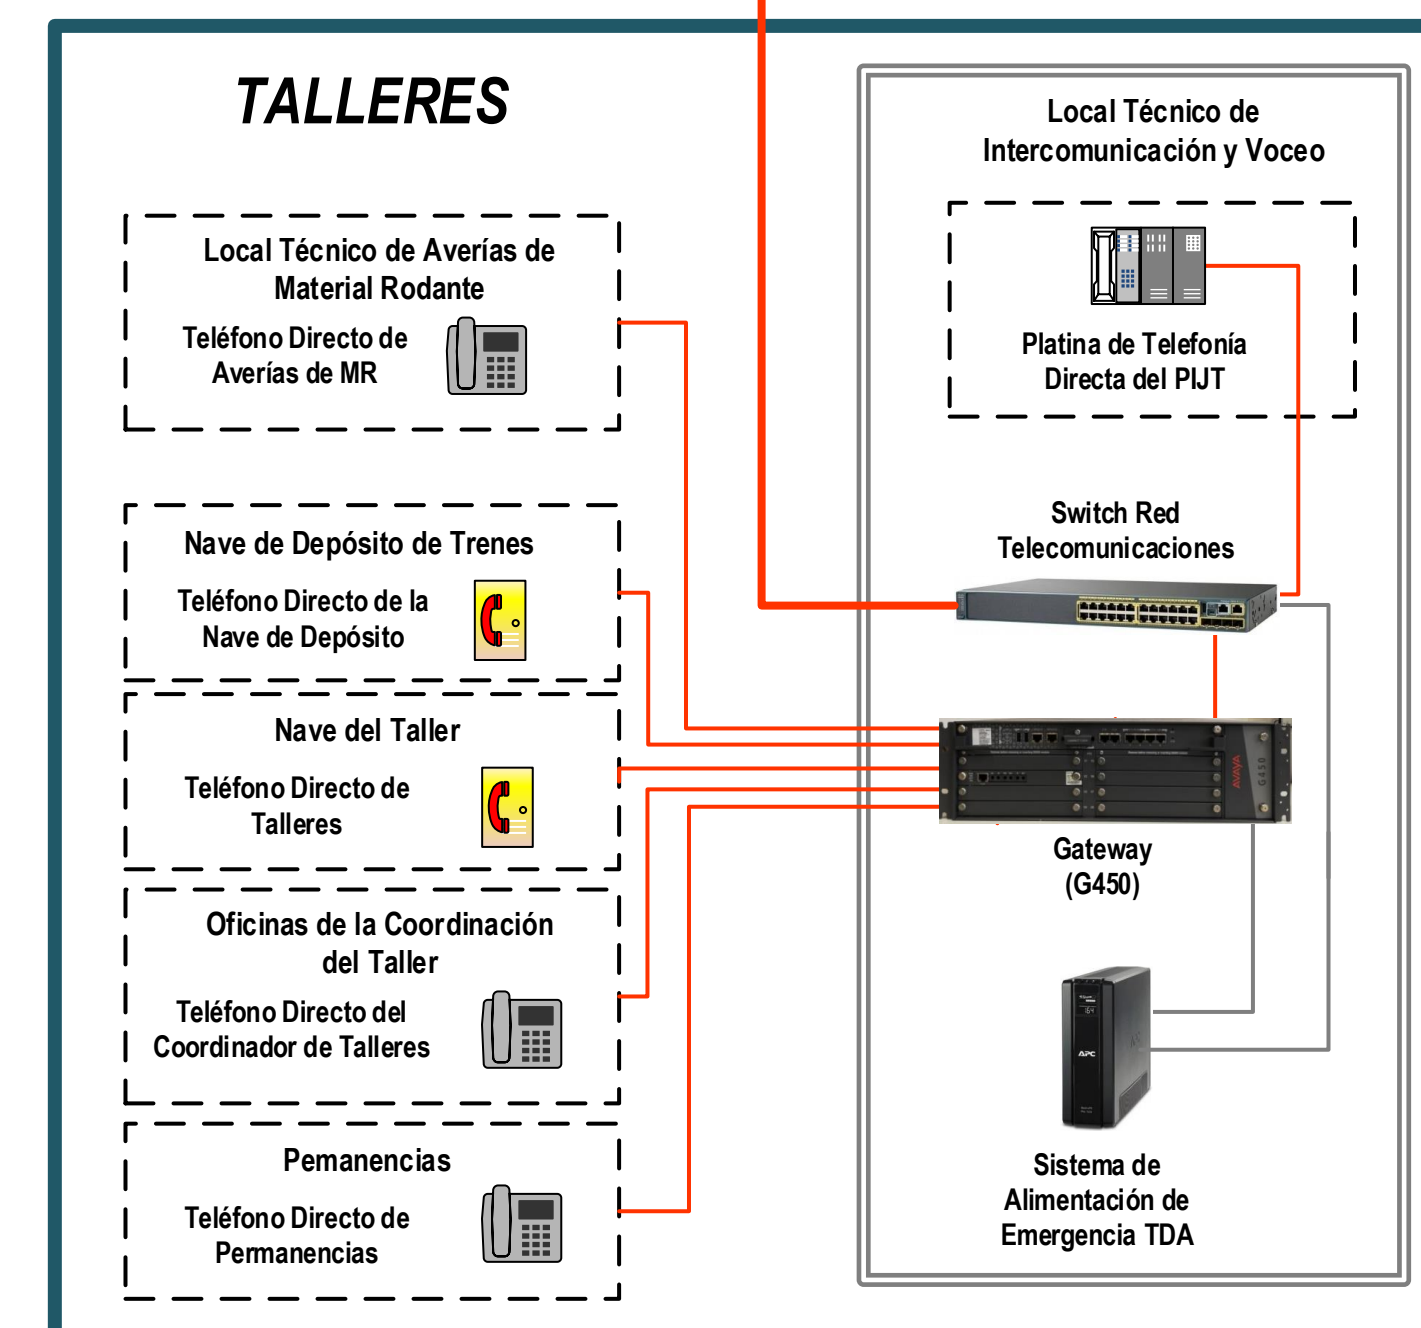 TALLERES
Local Técnico de Averías de
Material Rodante
Teléfono Directo de
Averías de MR
Nave de Depósito de Trenes
Teléfono Directo de la
Nave de Depósito
Nave del Taller
Teléfono Directo de
Talleres
Oficinas de la Coordinación
del Taller
Teléfono Directo del
Coordinador de Talleres
Pemanencias
Teléfono Directo de
Permanencias
Local Técnico de
Intercomunicación y Voceo
Platina de Telefonía
Directa del PIJT
Switch Red
Telecomunicaciones
AVAYA
G450
Gateway
(G450)
APC
Sistema de
Alimentación de
Emergencia TDA